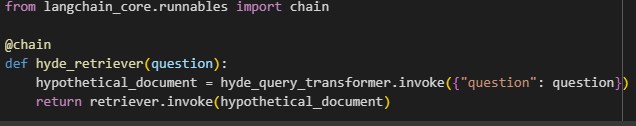 from langchain_core.runnables import chain
@chain
def hyde_retriever(question):
    hypothetical_document = hyde_query_transformer.invoke({"question": question})
    return retriever.invoke(hypothetical_document)